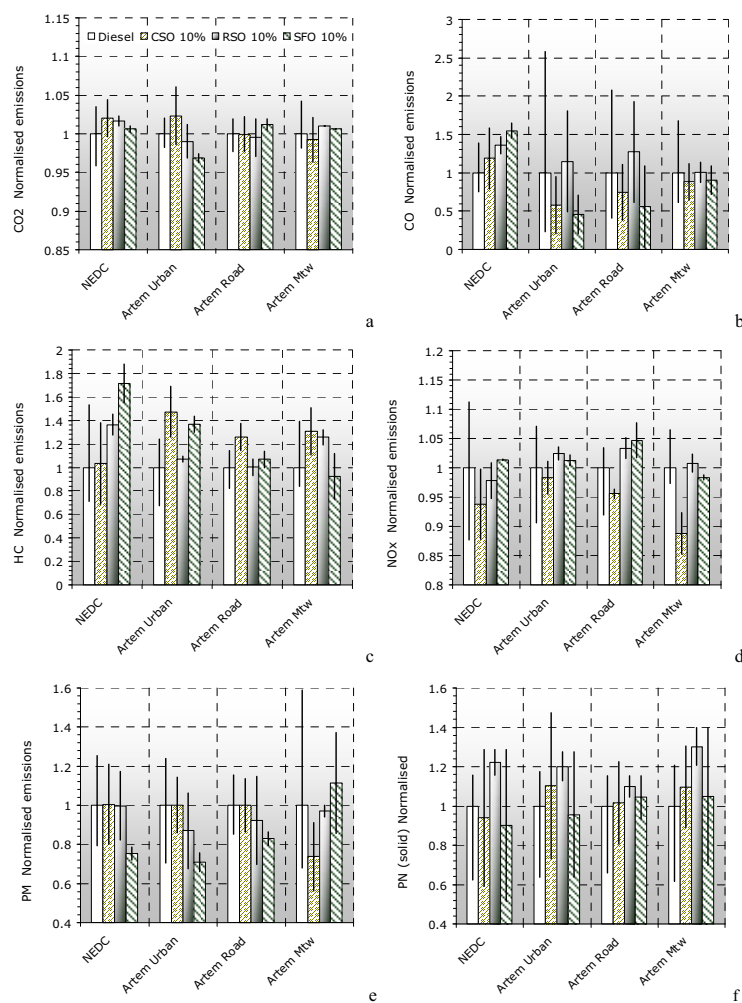 1.15
1.1
1.05
1
0.95
0.9
0.85
CO2 Normalised emissions
Diesel CSO 10% RSO 10% SFO 10%
NEDC
Artem Urban
Artem Road
Artem Mtw
a
3
2.5
2
1.5
1
0.5
0
CO Normalised emissions
NEDC
Artem Urban
Artem Road
Artem Mtw
b
2
1.8
1.6
1.4
1.2
1
0.8
0.6
0.4
0.2
0
HC Normalised emissions
NEDC
Artem Urban
Artem Road
Artem Mtw
c
1.2
1.15
1.1
1.05
1
0.95
0.9
0.85
0.8
NOx Normalised emissions
NEDC
Artem Urban
Artem Road
Artem Mtw
d
1.6
1.4
1.2
1
0.8
0.6
0.4
PM Normalised emissions
NEDC
Artem Urban
Artem Road
Artem Mtw
e
1.6
1.4
1.2
1
0.8
0.6
0.4
PN (solid) Normalised
NEDC
Artem Urban
Artem Road
Artem Mtw
f